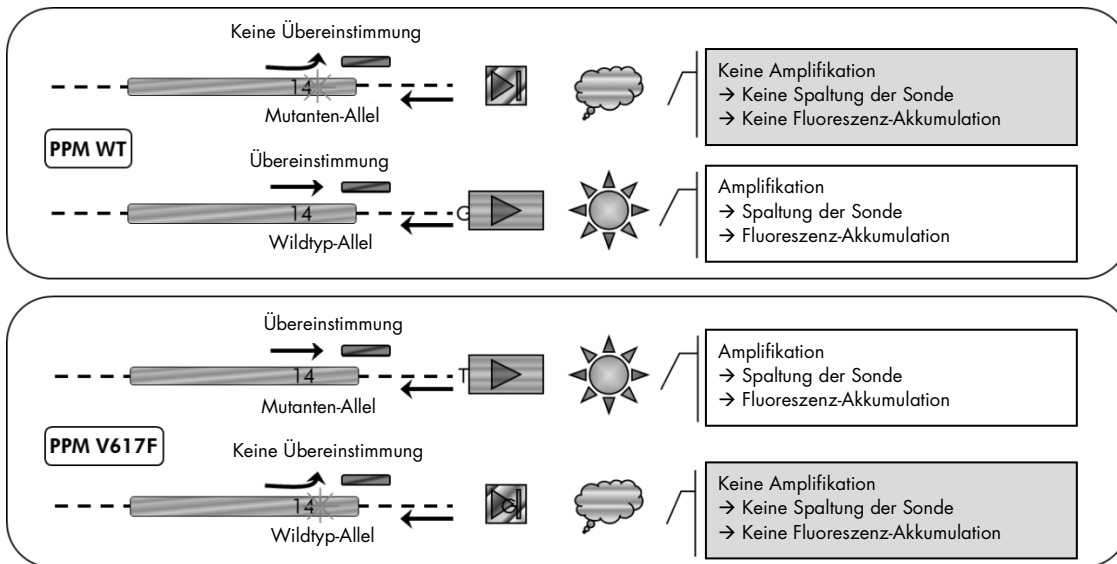 Keine Übereinstimmung
14
Mutanten-Allel
Keine Amplifikation
→ Keine Spaltung der Sonde
→ Keine Fluoreszenz-Akkumulation
PPM WT
Übereinstimmung
14
Wildtyp-Allel
G
Amplifikation
→ Spaltung der Sonde
→ Fluoreszenz-Akkumulation
Übereinstimmung
14
Mutanten-Allel
T
Amplifikation
→ Spaltung der Sonde
→ Fluoreszenz-Akkumulation
PPM V617F
Keine Übereinstimmung
14
Wildtyp-Allel
G
Keine Amplifikation
→ Keine Spaltung der Sonde
→ Keine Fluoreszenz-Akkumulation